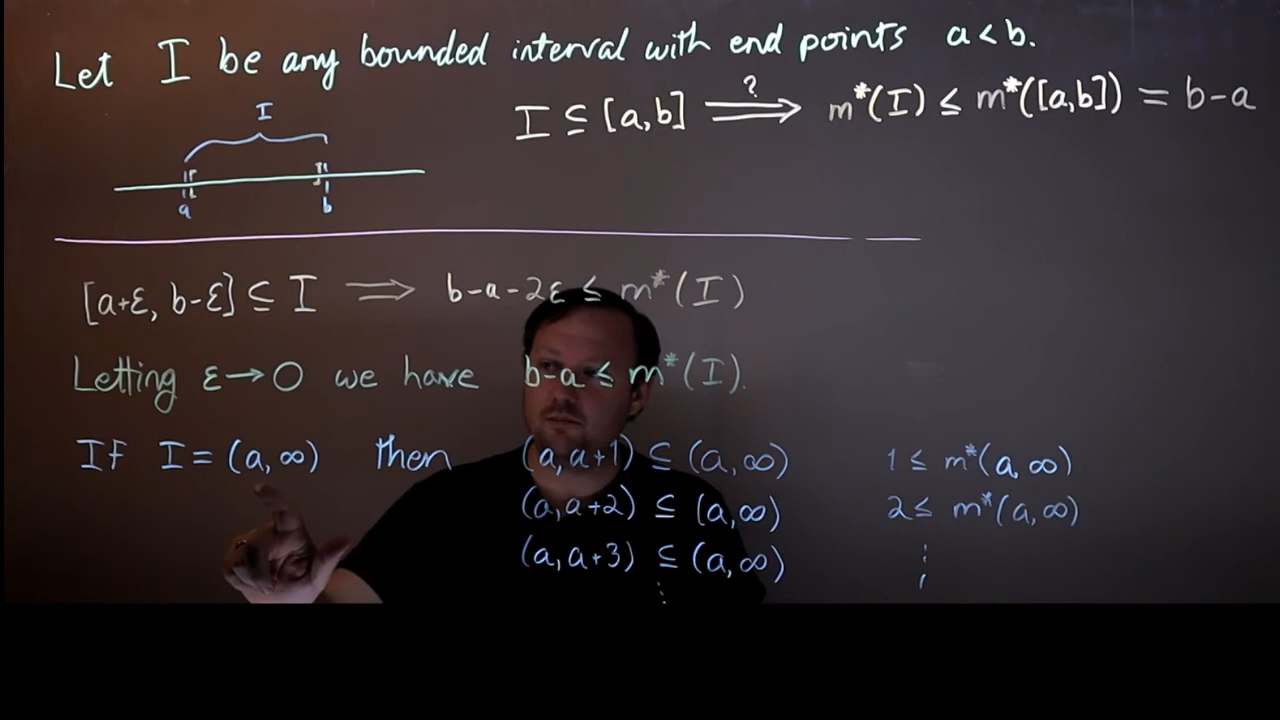 Let I be any bounded interval with end points a < b.
I ⊆ [a,b] ⟹? m*(I) ≤ m*([a,b]) = b-a
I
a b
[a+ε, b-ε] ⊆ I ⟹ b-a-2ε ≤ m*(I)
Letting ε→0 we have b-a ≤ m*(I).
If I = (a,∞) then (a,a+1) ⊆ (a,∞) 1 ≤ m*(a,∞)
(a,a+2) ⊆ (a,∞) 2 ≤ m*(a,∞)
(a,a+3) ⊆ (a,∞) ⋮
⋮